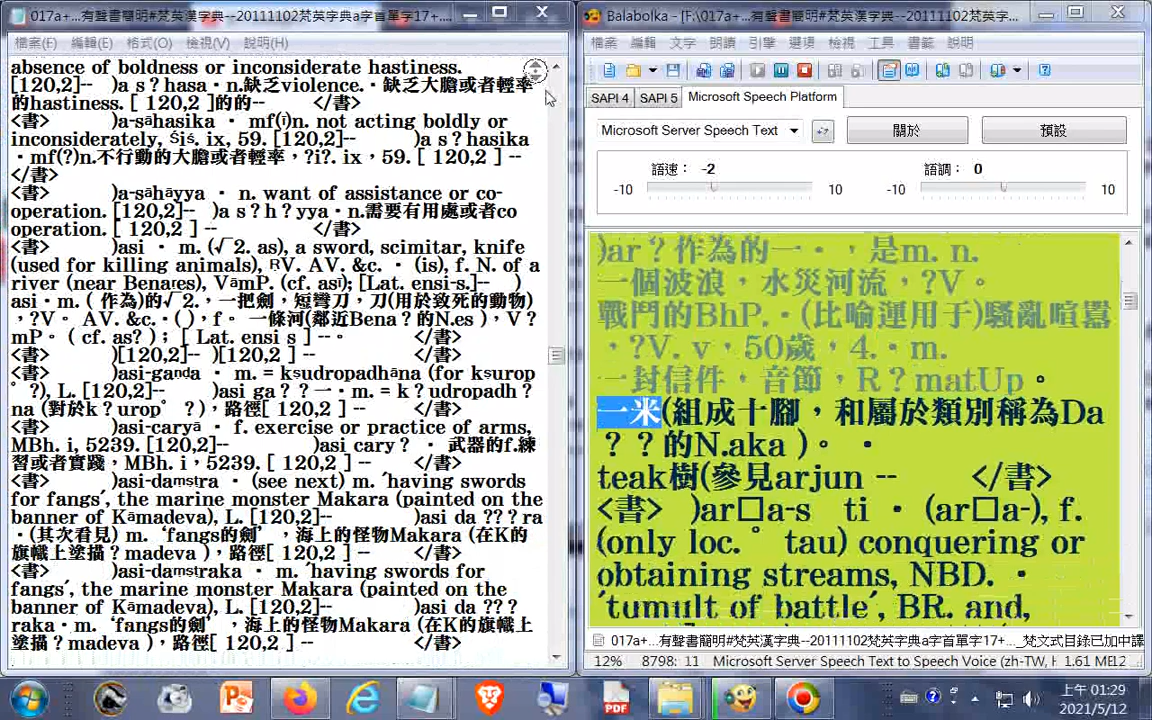 017a+...有聲書簡明#梵英漢字典--20111102梵英字典a字首單字17+...
檔案(F) 編輯(E) 格式(O) 檢視(V) 說明(H)
absence of boldness or inconsiderate hastiness.
[120,2] )a s?hasa‧n.缺乏violence.‧缺乏大膽或者輕率
的hastiness. [ 120,2 ]的的-- </書>
<書> )a-sāhasika ‧ mf(ī)n. not acting boldly or
inconsiderately, Śiś. ix, 59. [120,2]-- )a s?hasika
‧mf(?)n.不行動的大膽或者輕率,?i?. ix,59. [ 120,2 ] --
</書>
<書> )a-sāhāyya ‧ n. want of assistance or co-
operation. [120,2]-- )a s?h?yya‧n.需要有用處或者co
operation. [ 120,2 ] -- </書>
<書> )asi ‧ m. (√2. as), a sword, scimitar, knife
(used for killing animals), RV. AV. &c. ‧ (is), f. N. of a
river (near Benares), VāmP. (cf. asī); [Lat. ensi-s.]-- )
asi‧m. ( 作為)的√2.,一把劍,短彎刀,刀(用於致死的動物)
,?V。 AV. &c.‧( ),f。 一條河(鄰近Bena?的N.es ),V?
mP。( cf. as?); [ Lat. ensi s ] --。 </書>
<書> )[120,2]-- )[120,2 ] -- </書>
<書> )asi-gaṇḍa ‧ m. = kṣudropadhāna (for kṣurop
°?), L. [120,2]-- )asi ga??一‧m. = k?udropadh?
na (對於k?urop°?),路徑[ 120,2 ] -- </書>
<書> )asi-caryā ‧ f. exercise or practice of arms,
MBh. i, 5239. [120,2]-- )asi cary? ‧ 武器的f.練
習或者實踐,MBh. i,5239. [ 120,2 ] -- </書>
<書> )asi-daṃṣṭra ‧ (see next) m. 'having swords
for fangs', the marine monster Makara (painted on the
banner of Kāmadeva), L. [120,2]-- )asi da???ra
‧(其次看見) m.‘fangs的劍’,海上的怪物Makara (在K的
旗幟上塗描?madeva ),路徑[ 120,2 ] -- </書>
<書> )asi-daṃṣṭraka ‧ m. 'having swords for
fangs', the marine monster Makara (painted on the
banner of Kāmadeva), L. [120,2]-- )asi da???
raka‧m.‘fangs的劍’,海上的怪物Makara (在K的旗幟上
塗描?madeva ),路徑[ 120,2 ] -- </書>
Balabolka - [F:\017a+...有聲書簡明#梵英漢字典--20111102梵英字...
檔案 編輯 文字 朗讀 引擎 選項 檢視 工具 書籤 說明
SAPI 4 SAPI 5 Microsoft Speech Platform
Microsoft Server Speech Text 關於 預設
語速: -2 語調: 0
-10 10 -10 10
)ar?作為的一‧,是m. n.
一個波浪,水災河流,?V。
戰鬥的BhP.‧(比喻運用于)騷亂喧囂
,?V. v,50歲,4.‧m.
一封信件,音節,R?matUp。
一米(組成十腳,和屬於類別稱為Da
??的N.aka )。‧
teak樹(參見arjun -- </書>
<書> )ar□a-s ti ‧ (ar□a-), f.
(only loc. ° tau) conquering or
obtaining streams, NBD. ‧
'tumult of battle', BR. and,
017a+...有聲書簡明#梵英漢字典--20111102梵英字典a字首單字17+..._梵文式目錄已加中譯
12% 8798: 11 Microsoft Server Speech Text to Speech Voice (zh-TW, H 1.61 МБ12
上午 01:29
2021/5/12